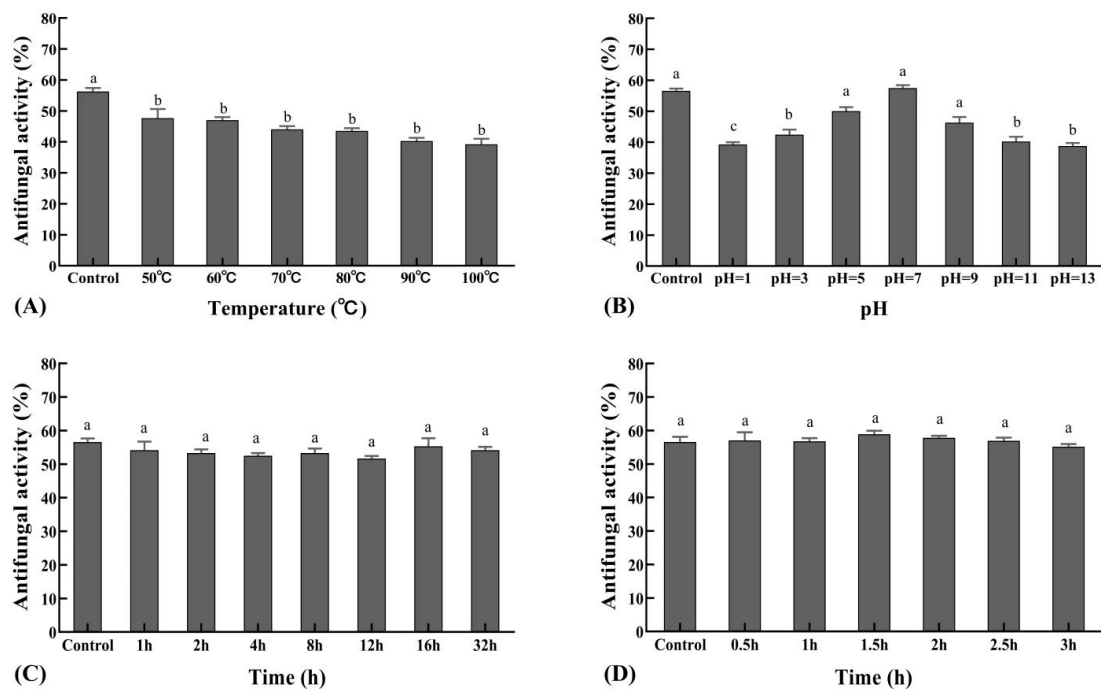 Antifungal activity (%)
80
70
60
50
40
30
20
10
0
a
b
b
b
b
b
b
Control 50℃ 60℃ 70℃ 80℃ 90℃ 100℃
(A) Temperature (℃)
Antifungal activity (%)
80
70
60
50
40
30
20
10
0
a
c
b
a
a
a
b
b
Control pH=1 pH=3 pH=5 pH=7 pH=9 pH=11 pH=13
(B) pH
Antifungal activity (%)
80
70
60
50
40
30
20
10
0
a
a
a
a
a
a
a
a
Control 1h 2h 4h 8h 12h 16h 32h
(C) Time (h)
Antifungal activity (%)
80
70
60
50
40
30
20
10
0
a
a
a
a
a
a
a
Control 0.5h 1h 1.5h 2h 2.5h 3h
(D) Time (h)